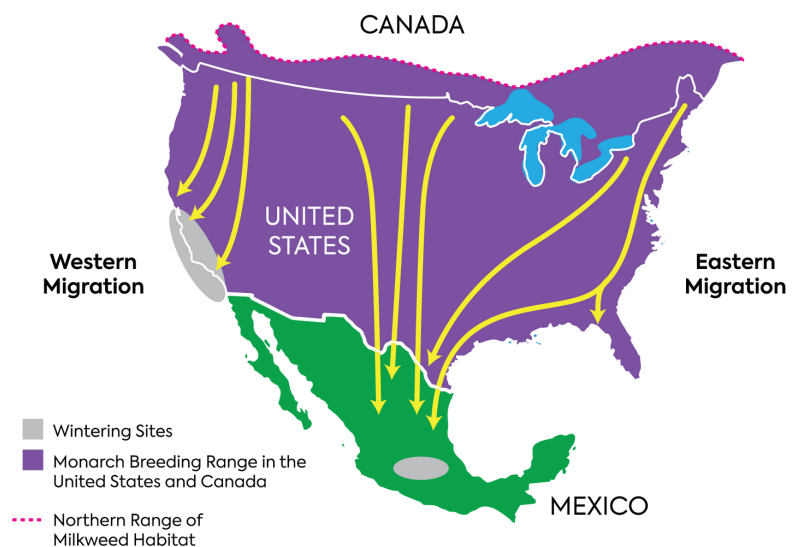 CANADA
UNITED
STATES
Western
Migration
Eastern
Migration
Wintering Sites
Monarch Breeding Range in the
United States and Canada
Northern Range of
Milkweed Habitat
MEXICO